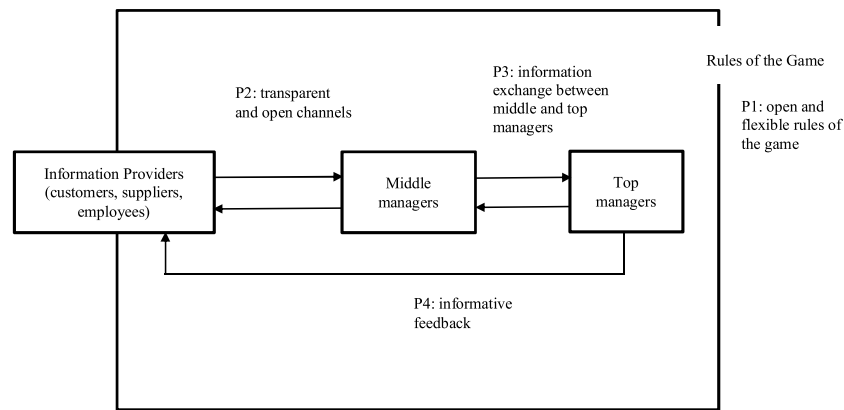 Rules of the Game
P1: open and
flexible rules of
the game
P2: transparent
and open channels
P3: information
exchange between
middle and top
managers
Information Providers
(customers, suppliers,
employees)
Middle
managers
Top
managers
P4: informative
feedback